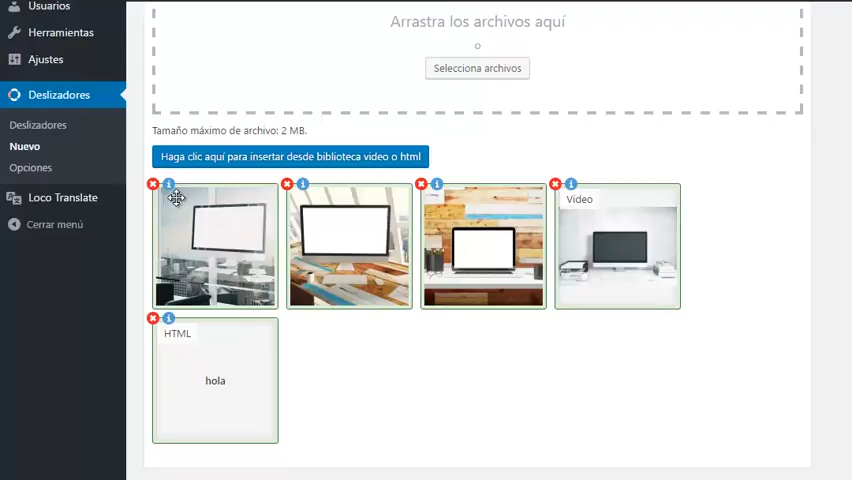 Usuarios
Herramientas
Ajustes
Deslizadores
Deslizadores
Nuevo
Opciones
Loco Translate
Cerrar menú
Arrastra los archivos aquí
o
Selecciona archivos
Tamaño máximo de archivo: 2 MB.
Haga clic aquí para insertar desde biblioteca video o html
Video
HTML
hola